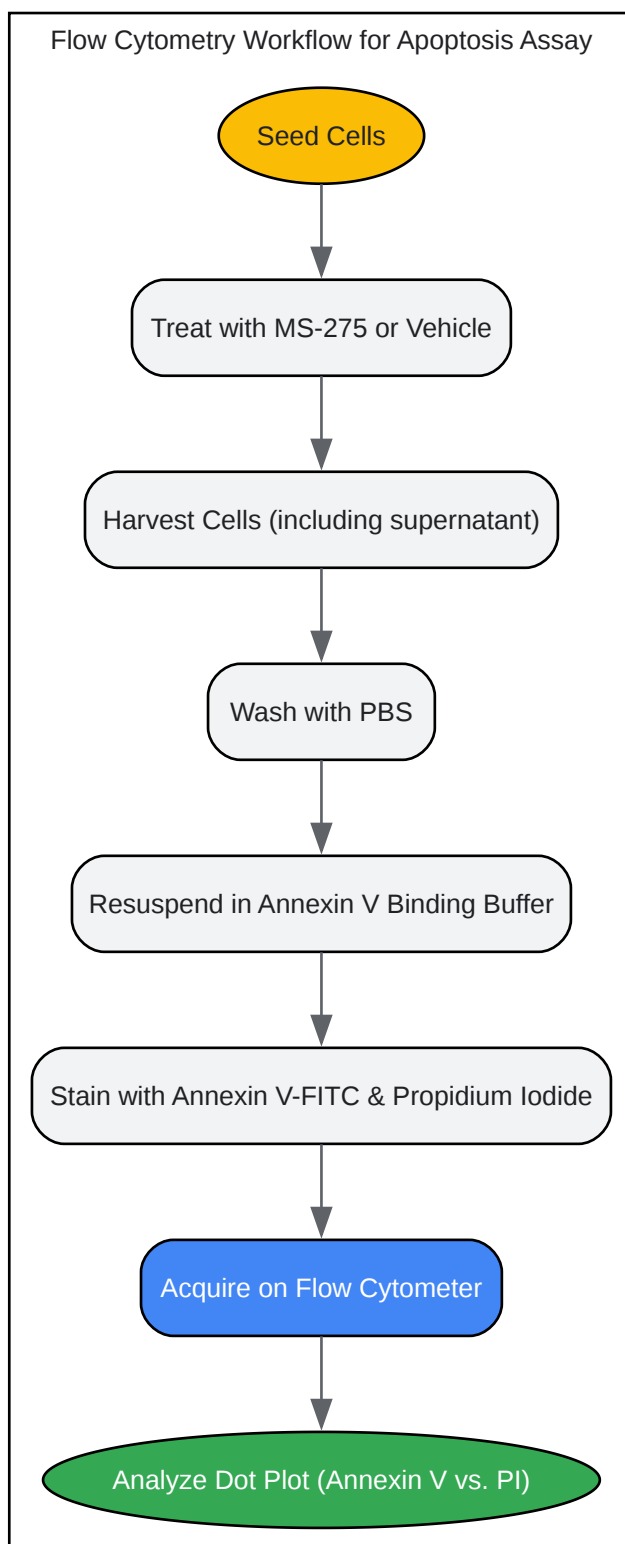 Flow Cytometry Workflow for Apoptosis Assay
Seed Cells
Treat with MS-275 or Vehicle
Harvest Cells (including supernatant)
Wash with PBS
Resuspend in Annexin V Binding Buffer
Stain with Annexin V-FITC & Propidium Iodide
Acquire on Flow Cytometer
Analyze Dot Plot (Annexin V vs. PI)